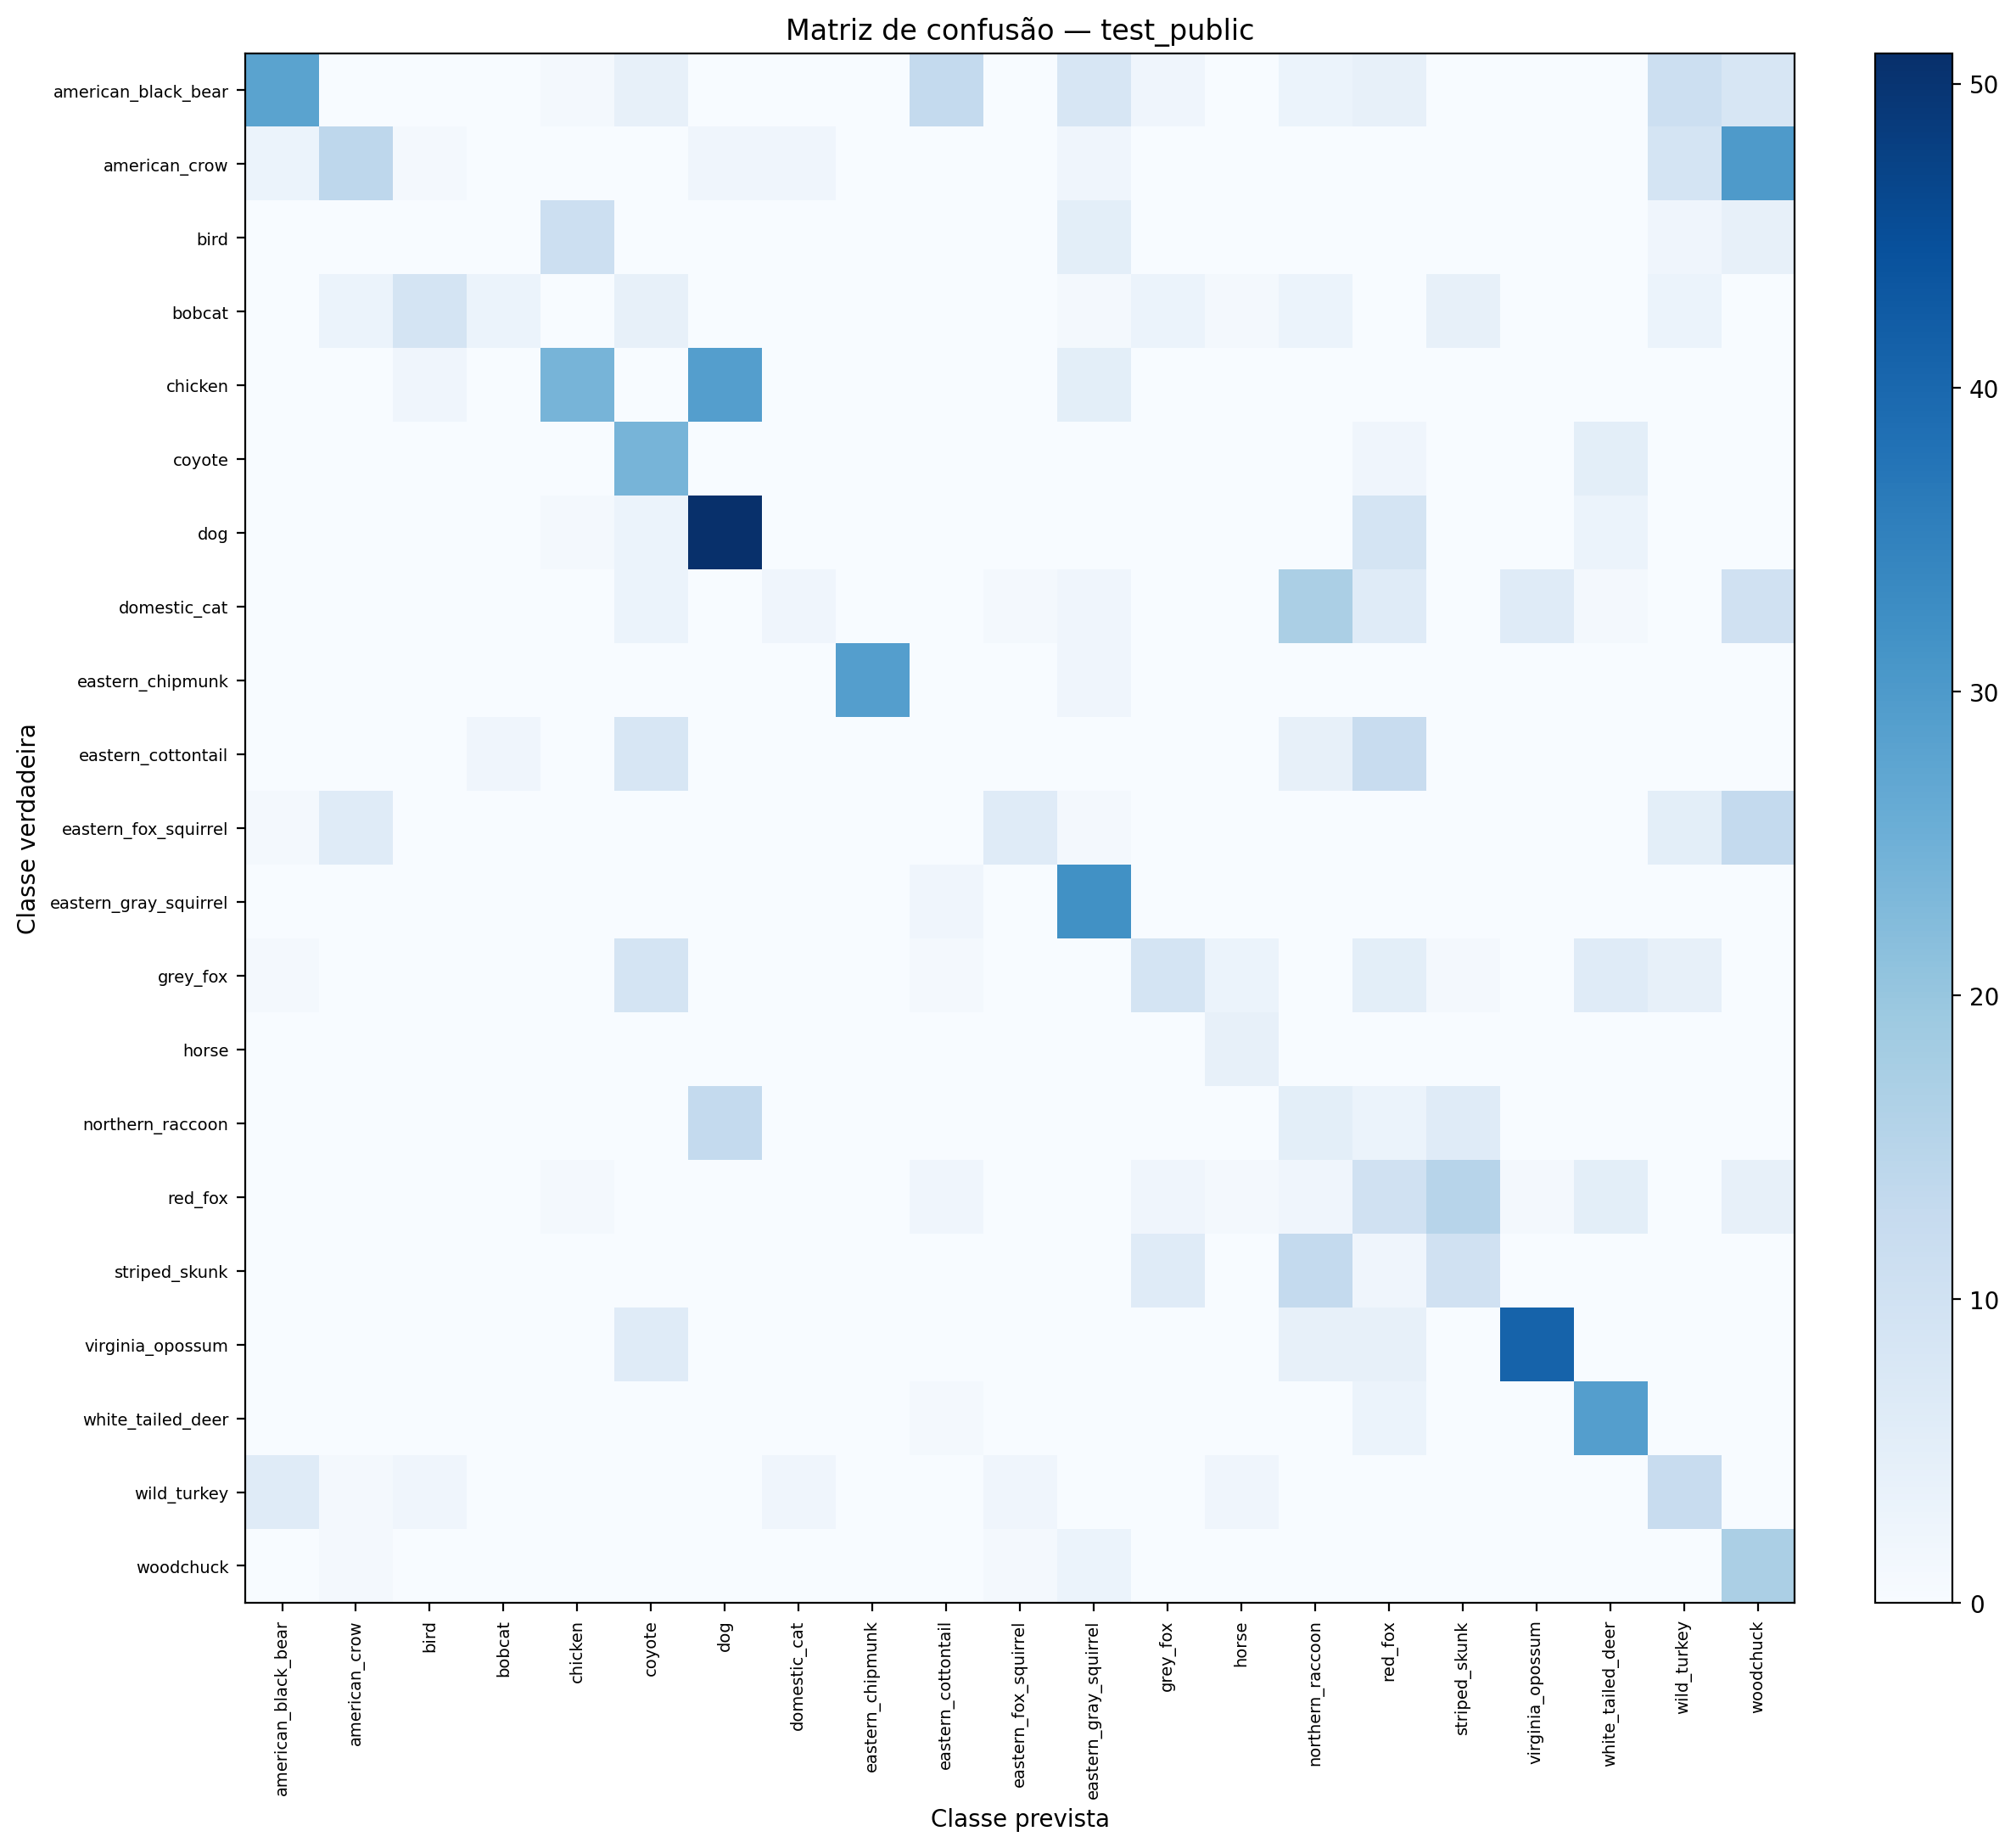 Matriz de confusão — test_public
Classe verdadeira
american_black_bear
american_crow
bird
bobcat
chicken
coyote
dog
domestic_cat
eastern_chipmunk
eastern_cottontail
eastern_fox_squirrel
eastern_gray_squirrel
grey_fox
horse
northern_raccoon
red_fox
striped_skunk
virginia_opossum
white_tailed_deer
wild_turkey
woodchuck
american_black_bear
american_crow
bird
bobcat
chicken
coyote
dog
domestic_cat
eastern_chipmunk
eastern_cottontail
eastern_fox_squirrel
eastern_gray_squirrel
grey_fox
horse
northern_raccoon
red_fox
striped_skunk
virginia_opossum
white_tailed_deer
wild_turkey
woodchuck
Classe prevista
50
40
30
20
10
0